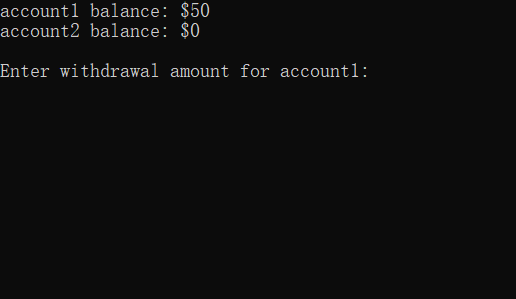 account1 balance: $50
account2 balance: $0
Enter withdrawal amount for account1: